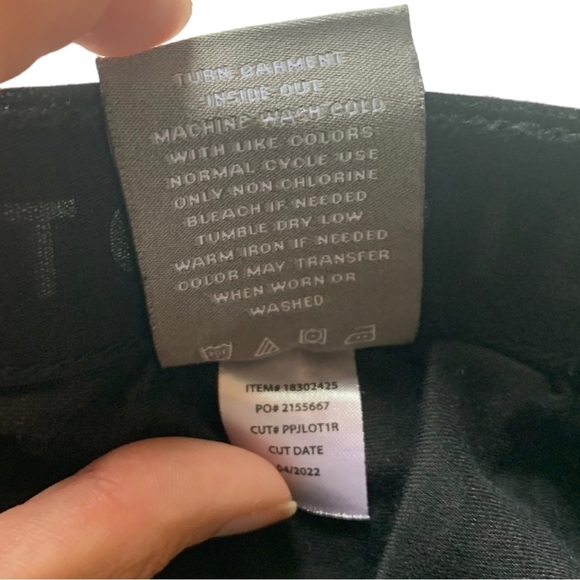 TURN GARMENT
INSIDE OUT
MACHINE WASH COLD
WITH LIKE COLORS
NORMAL CYCLE USE
ONLY NON CHLORINE
BLEACH IF NEEDED
TUMBLE DRY LOW
WARM IRON IF NEEDED
COLOR MAY TRANSFER
WHEN WORN OR
WASHED
ITEM# 18302425
PO# 2155667
CUT# PPJLOT1R
CUT DATE
04/2022